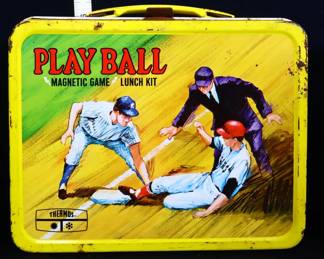 PLAY BALL
MAGNETIC GAME LUNCH KIT
THERMOS